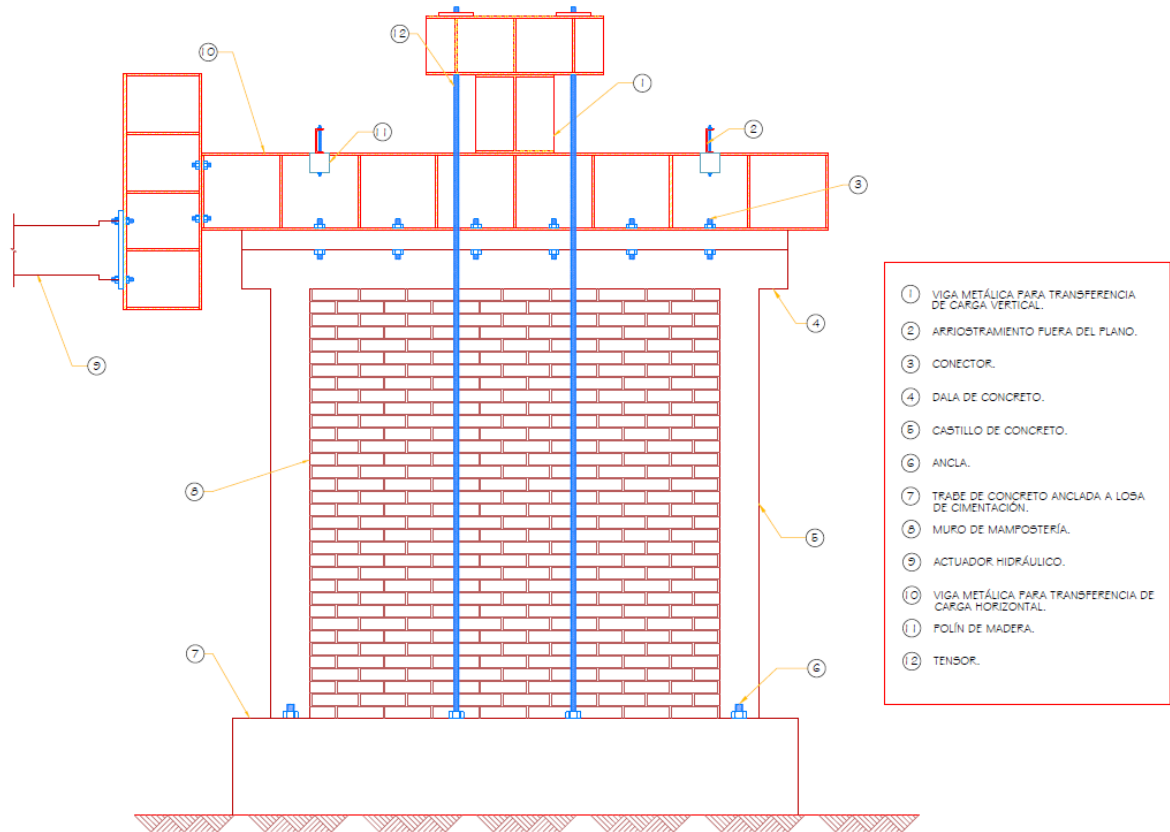 12
10
1
11
2
3
9
4
8
5
7
6
1 VIGA METÁLICA PARA TRANSFERENCIA
DE CARGA VERTICAL.
2 ARRIOSTRAMIENTO FUERA DEL PLANO.
3 CONECTOR.
4 DALA DE CONCRETO.
5 CASTILLO DE CONCRETO.
6 ANCLA.
7 TRABE DE CONCRETO ANCLADA A LOSA
DE CIMENTACIÓN.
8 MURO DE MAMPOSTERÍA.
9 ACTUADOR HIDRÁULICO.
10 VIGA METÁLICA PARA TRANSFERENCIA DE
CARGA HORIZONTAL.
11 POLÍN DE MADERA.
12 TENSOR.